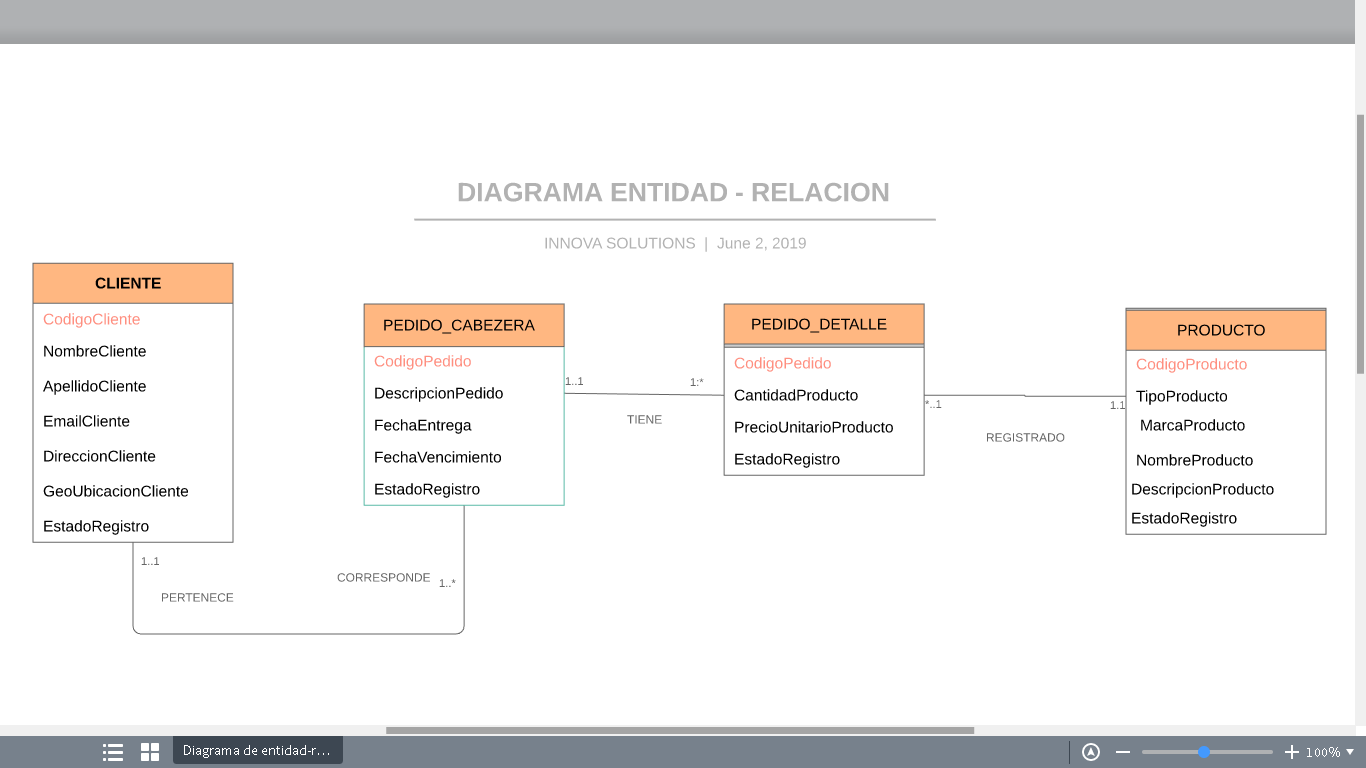 DIAGRAMA ENTIDAD - RELACION
INNOVA SOLUTIONS | June 2, 2019
CLIENTE
CodigoCliente
NombreCliente
ApellidoCliente
EmailCliente
DireccionCliente
GeoUbicacionCliente
EstadoRegistro
1..1
PERTENECE
CORRESPONDE
1..*
PEDIDO_CABEZERA
CodigoPedido
DescripcionPedido
FechaEntrega
FechaVencimiento
EstadoRegistro
1..1
1:*
TIENE
PEDIDO_DETALLE
CodigoPedido
CantidadProducto
PrecioUnitarioProducto
EstadoRegistro
*..1
1.1
REGISTRADO
PRODUCTO
CodigoProducto
TipoProducto
MarcaProducto
NombreProducto
DescripcionProducto
EstadoRegistro
Diagrama de entidad-r...
100%